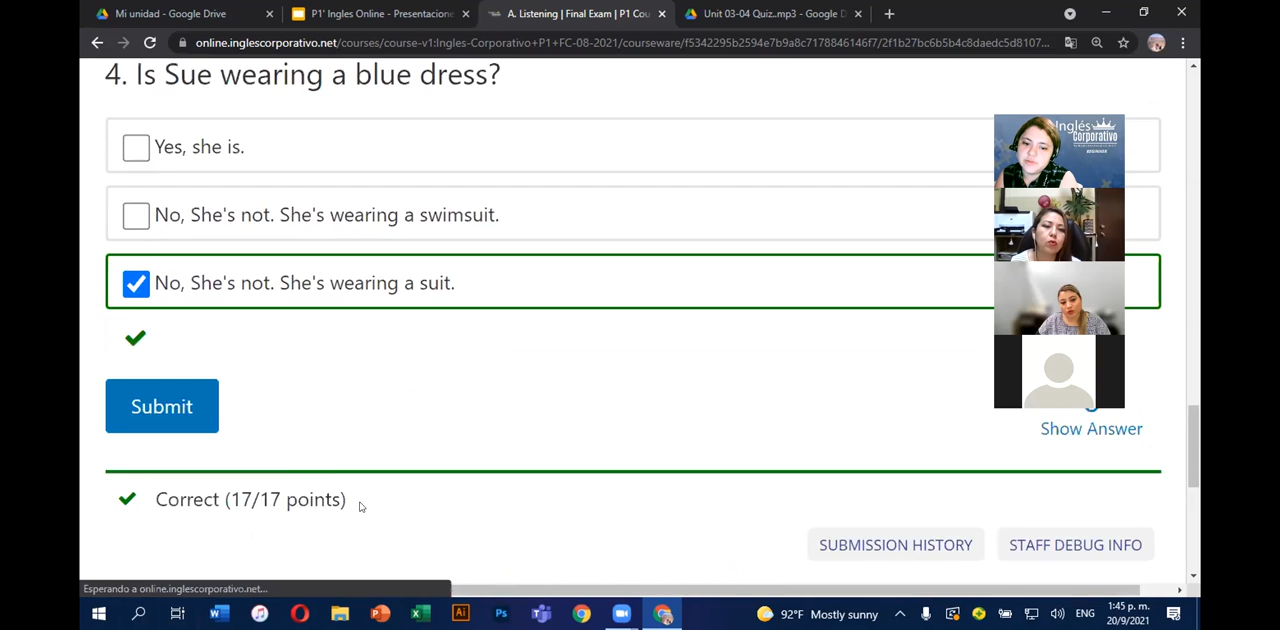 Mi unidad - Google Drive
P1' Ingles Online - Presentacione
A. Listening | Final Exam | P1 Cou
Unit 03-04 Quiz..mp3 - Google D
online.inglescorporativo.net/courses/course-v1:Ingles-Corporativo+P1+FC-08-2021/courseware/f5342295b2594e7b9a8c7178846146f7/2f1b27bc6b5b4c8daedc5d8107...
4. Is Sue wearing a blue dress?
Yes, she is.
Inglés
Corporativo
BEGINNER
No, She's not. She's wearing a swimsuit.
No, She's not. She's wearing a suit.
Submit
Show Answer
Correct (17/17 points)
SUBMISSION HISTORY
STAFF DEBUG INFO
Esperando a online.inglescorporativo.net...
92°F Mostly sunny
ENG
1:45 p. m.
20/9/2021